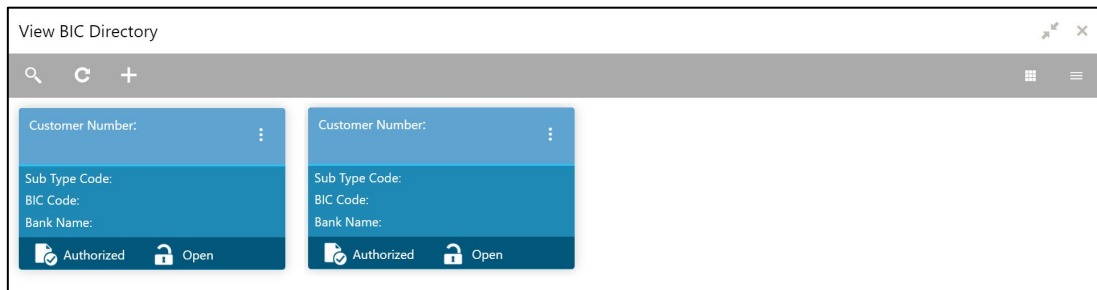 View BIC Directory
Customer Number:
Sub Type Code:
BIC Code:
Bank Name:
Authorized Open
Customer Number:
Sub Type Code:
BIC Code:
Bank Name:
Authorized Open